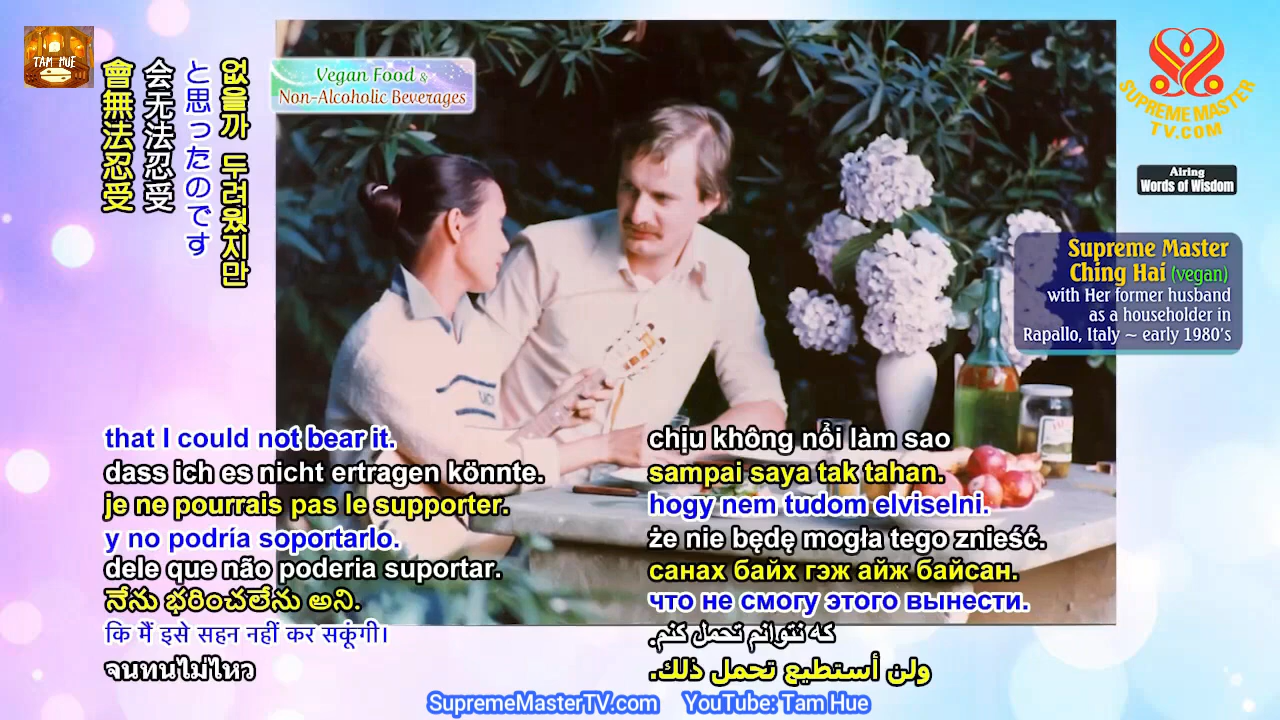 TAM HUE
會無法忍受
会无法忍受
と思ったのです
없을까 두려웠지만
Vegan Food &
Non-Alcoholic Beverages
SUPREME MASTER
TV.COM
Airing
Words of Wisdom
Supreme Master
Ching Hai (vegan)
with Her former husband
as a householder in
Rapallo, Italy ~ early 1980's
that I could not bear it.
dass ich es nicht ertragen könnte.
je ne pourrais pas le supporter.
y no podría soportarlo.
dele que não poderia suportar.
నేను భరించలేను అని.
कि मैं इसे सहन नहीं कर सकूंगी।
จนทนไม่ไหว
chịu không nổi làm sao
sampai saya tak tahan.
hogy nem tudom elviselni.
że nie będę mogła tego znieść.
санах байх гэж айж байсан.
что не смогу этого вынести.
که نتوانم تحمل کنم.
ولن أستطيع تحمل ذلك.
SupremeMasterTV.com YouTube: Tam Hue